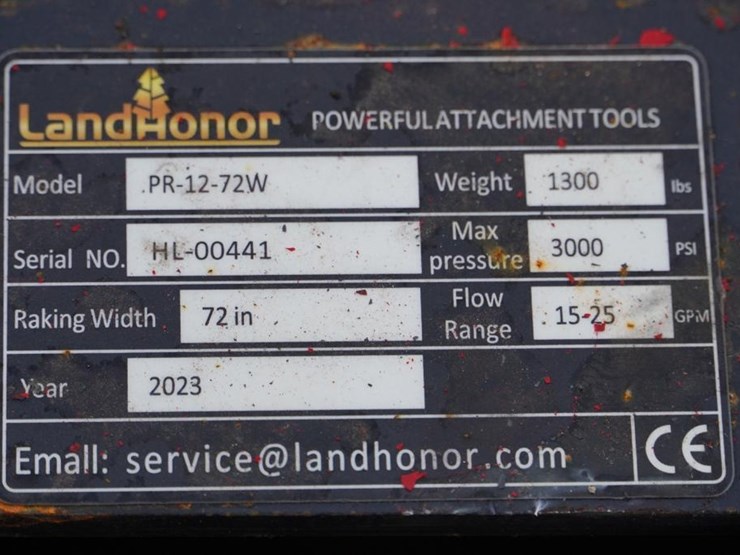 LandHonor POWERFUL ATTACHMENT TOOLS
Model PR-12-72W Weight 1300 lbs
Serial NO. HL-00441 Max pressure 3000 PSI
Raking Width 72 in Flow Range 15-25 GPM
Year 2023
Emall: service@landhonor.com CE